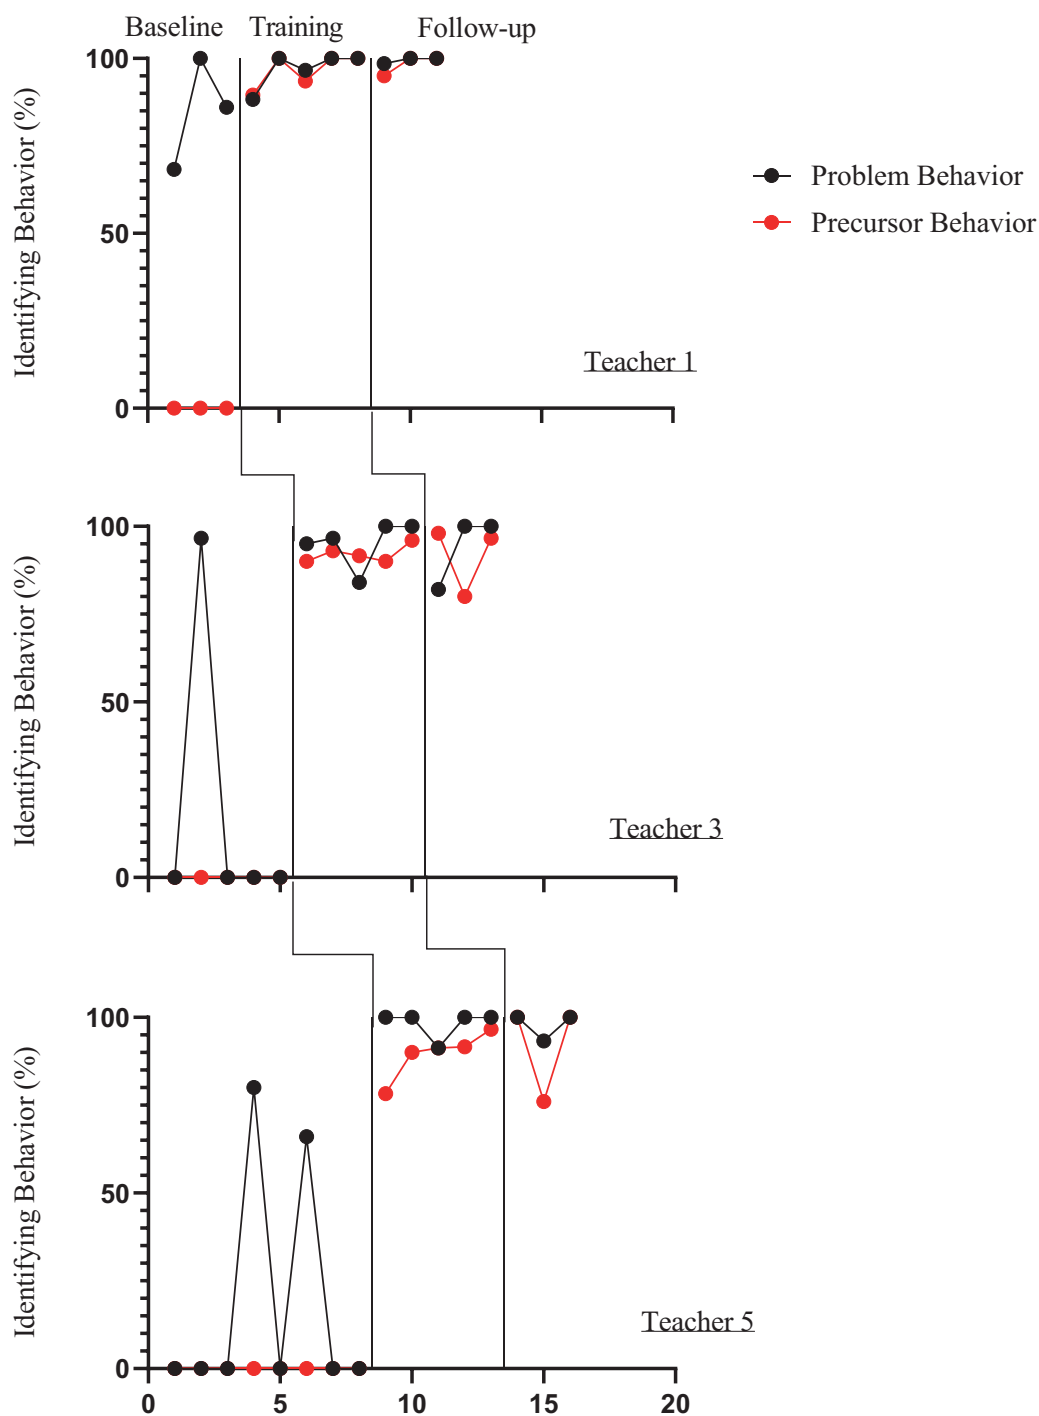 Baseline Training Follow-up
100
50
0
Identifying Behavior (%)
Problem Behavior
Precursor Behavior
Teacher 1
100
50
0
Identifying Behavior (%)
Teacher 3
100
50
0
Identifying Behavior (%)
Teacher 5
0 5 10 15 20